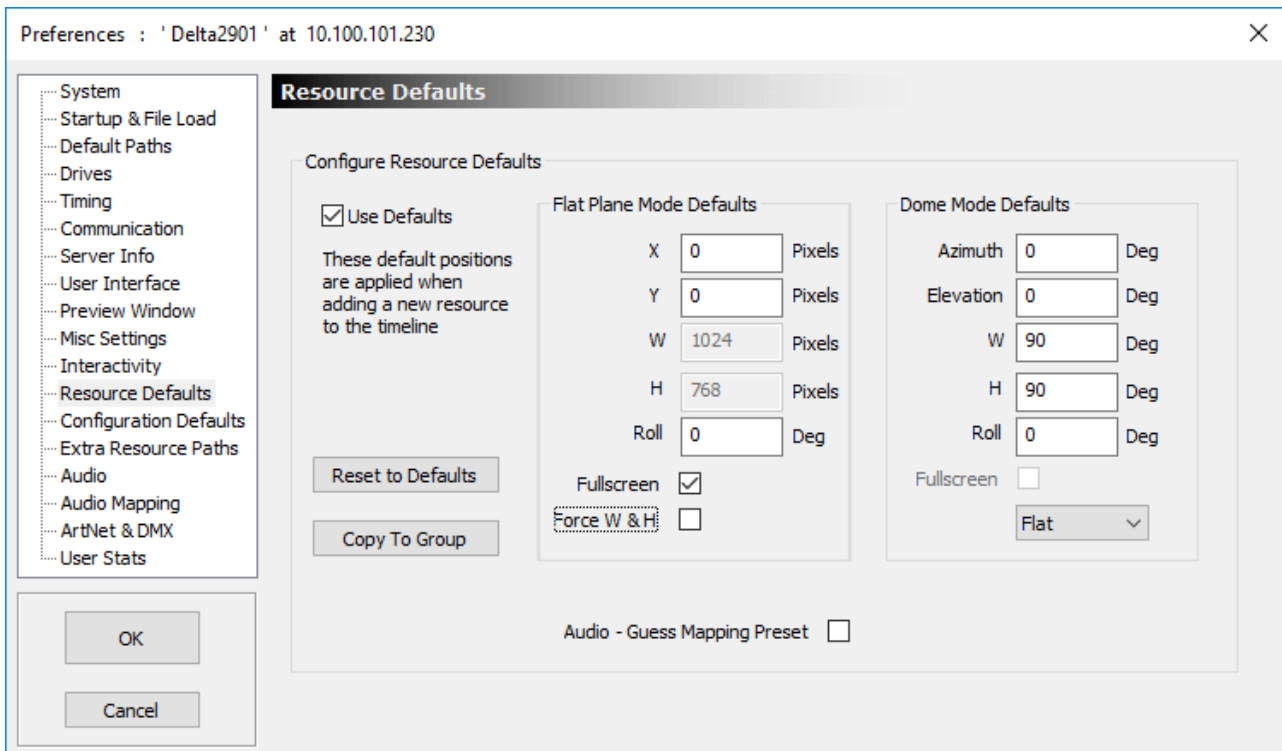 Preferences : 'Delta2901' at 10.100.101.230
System
Startup & File Load
Default Paths
Drives
Timing
Communication
Server Info
User Interface
Preview Window
Misc Settings
Interactivity
Resource Defaults
Configuration Defaults
Extra Resource Paths
Audio
Audio Mapping
ArtNet & DMX
User Stats
OK
Cancel
Resource Defaults
Configure Resource Defaults
Use Defaults
These default positions
are applied when
adding a new resource
to the timeline
Reset to Defaults
Copy To Group
Flat Plane Mode Defaults
X 0 Pixels
Y 0 Pixels
W 1024 Pixels
H 768 Pixels
Roll 0 Deg
Fullscreen
Force W & H
Dome Mode Defaults
Azimuth 0 Deg
Elevation 0 Deg
W 90 Deg
H 90 Deg
Roll 0 Deg
Fullscreen
Flat
Audio - Guess Mapping Preset